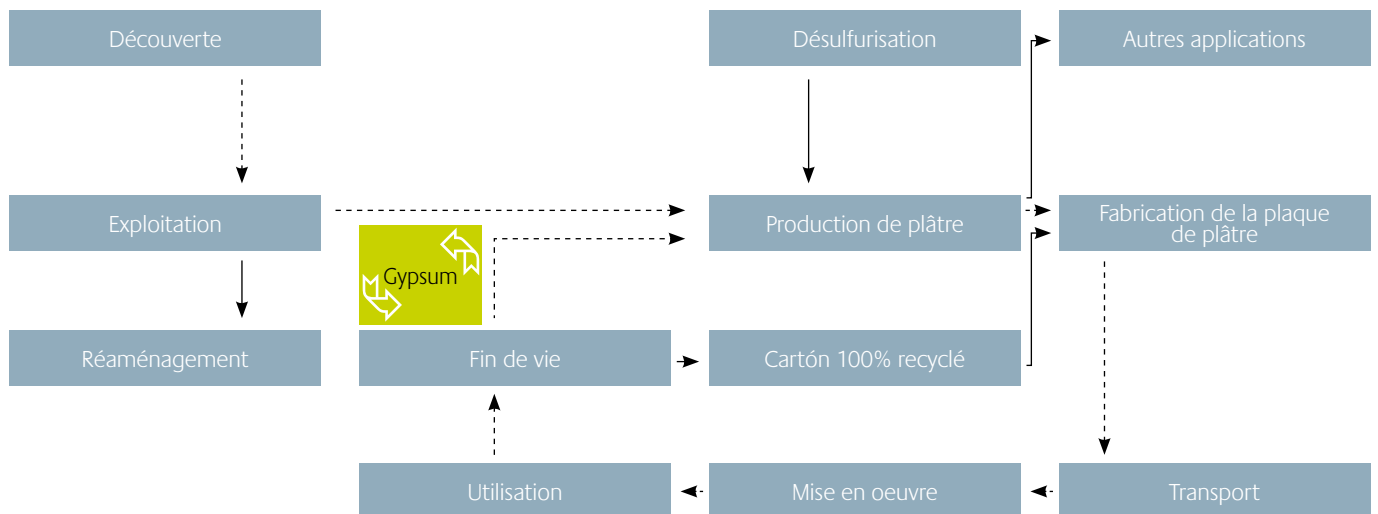 Découverte
Désulfurisation
Autres applications
Exploitation
Production de plâtre
Fabrication de la plaque
de plâtre
Gypsum
Réaménagement
Fin de vie
Cartón 100% recyclé
Utilisation
Mise en oeuvre
Transport